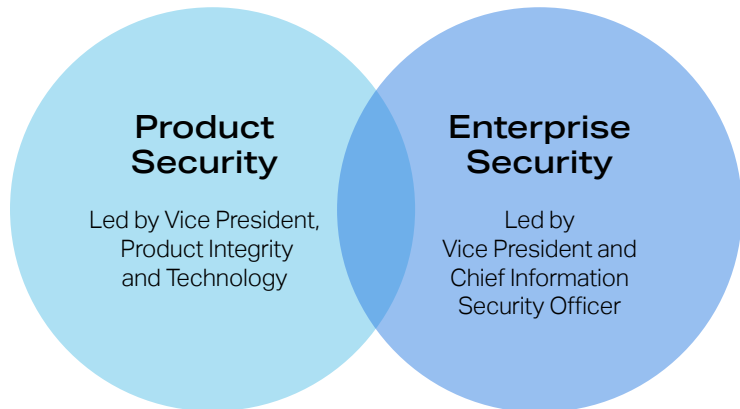 Product
Security
Led by Vice President,
Product Integrity
and Technology
Enterprise
Security
Led by
Vice President and
Chief Information
Security Officer